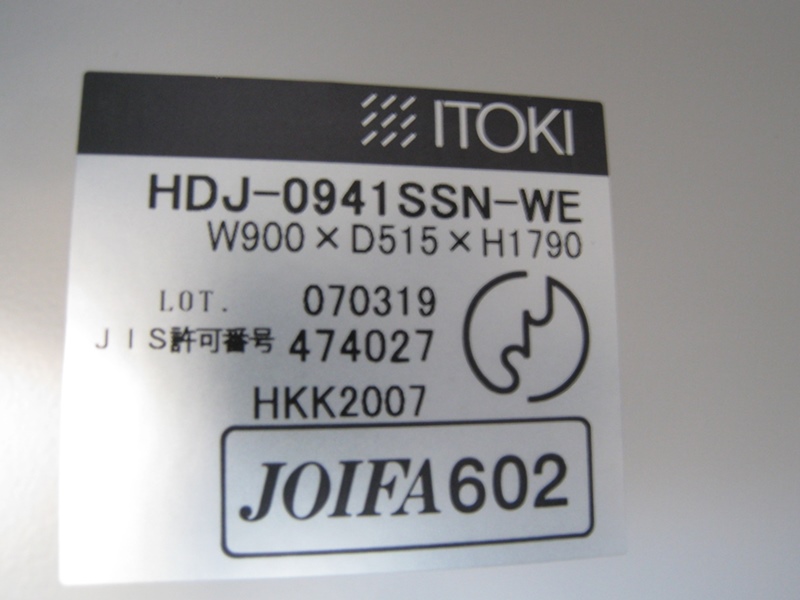 ITOKI
HDJ-0941SSN-WE
W900×D515×H1790
LOT. 070319
JIS許可番号 474027
HKK2007
JOIFA602